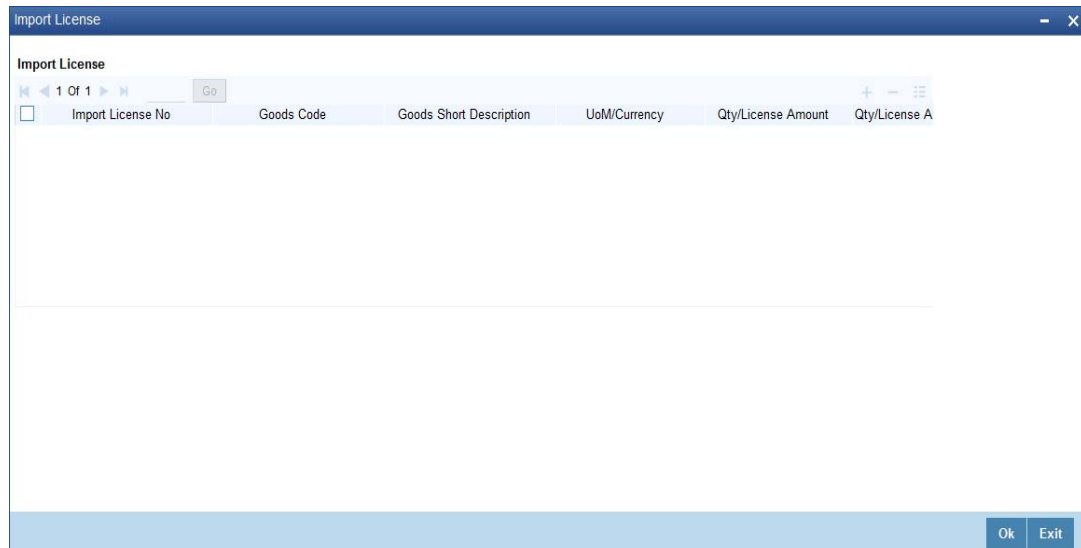 Import License
Import License
1 Of 1 Go
Import License No Goods Code Goods Short Description UoM/Currency Qty/License Amount Qty/License A
Ok Exit